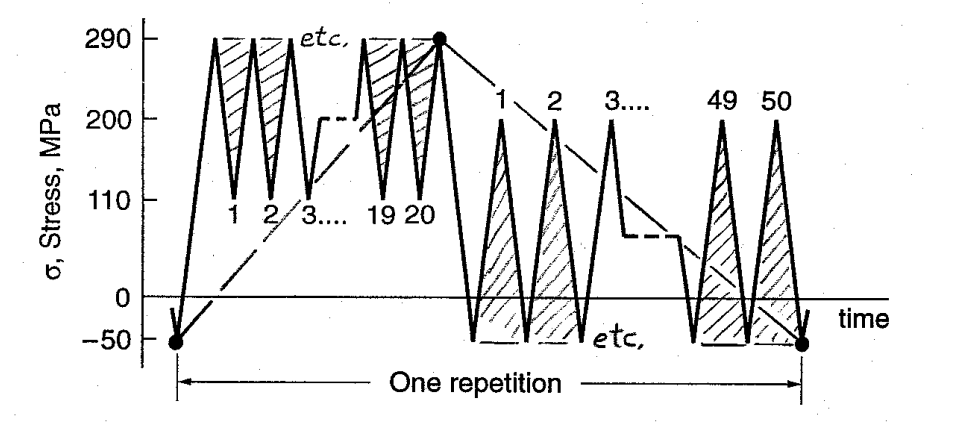 σ, Stress, MPa
290
200
110
0
−50
etc.
1 2 3.... 19 20
1 2 3.... 49 50
etc.
time
One repetition